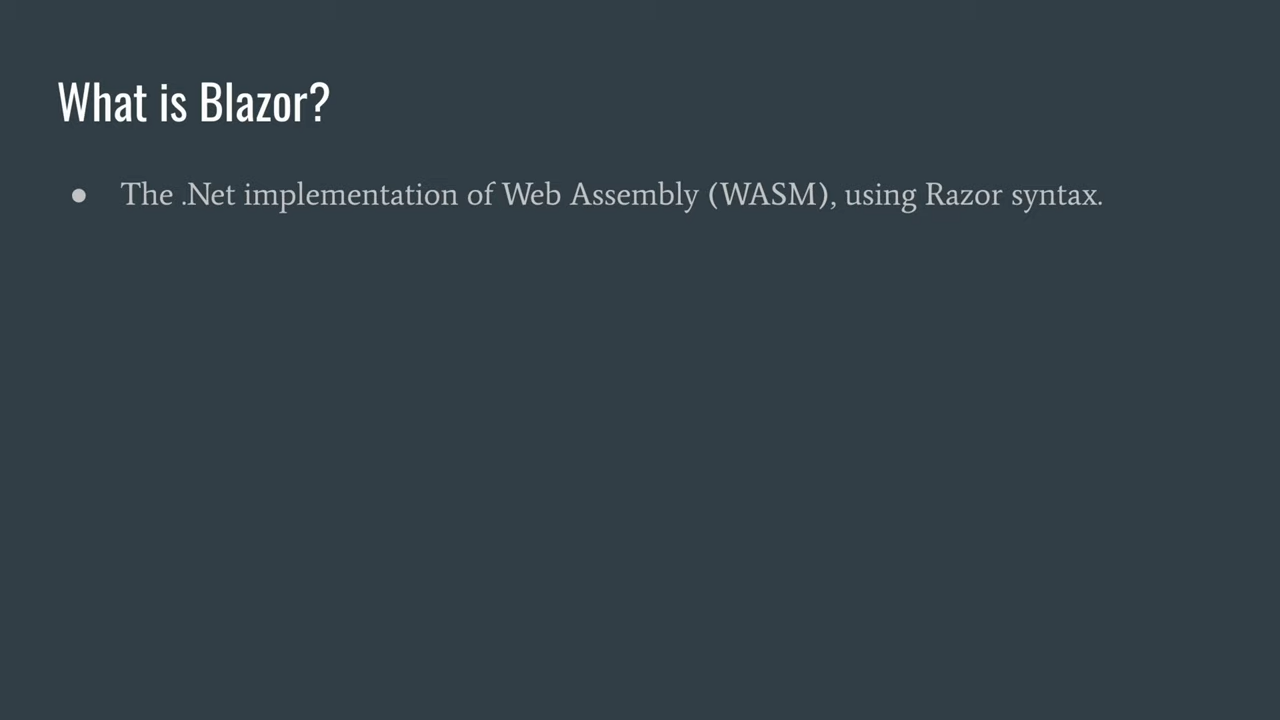 What is Blazor?
● The .Net implementation of Web Assembly (WASM), using Razor syntax.